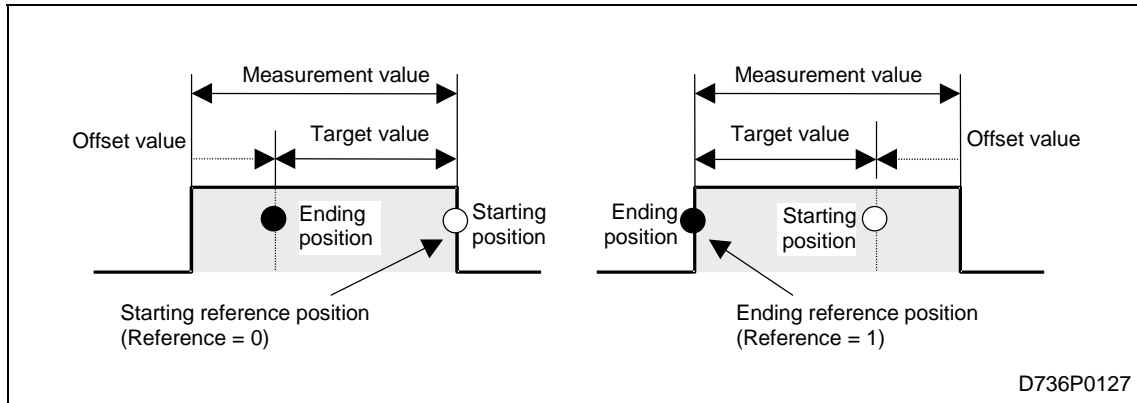 Measurement value
Offset value
Target value
Ending
position
Starting
position
Starting reference position
(Reference = 0)
Measurement value
Target value
Offset value
Ending
position
Starting
position
Ending reference position
(Reference = 1)
D736P0127